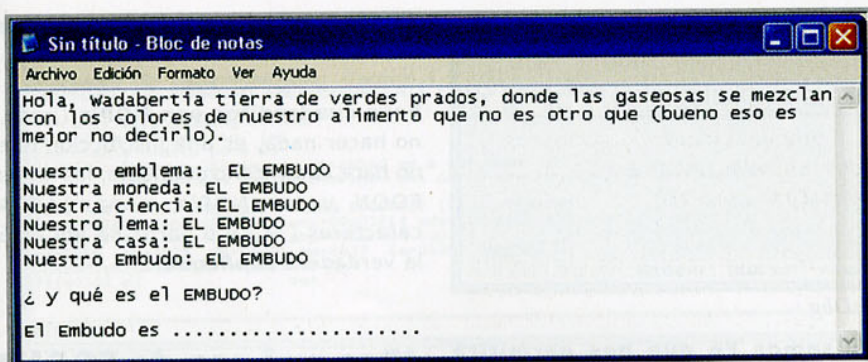 Sin título - Bloc de notas
Archivo Edición Formato Ver Ayuda
Hola, Wadabertia tierra de verdes prados, donde las gaseosas se mezclan
con los colores de nuestro alimento que no es otro que (bueno eso es
mejor no decirlo).
Nuestro emblema: EL EMBUDO
Nuestra moneda: EL EMBUDO
Nuestra ciencia: EL EMBUDO
Nuestro lema: EL EMBUDO
Nuestra casa: EL EMBUDO
Nuestro Embudo: EL EMBUDO
¿ y qué es el EMBUDO?
El Embudo es ......................